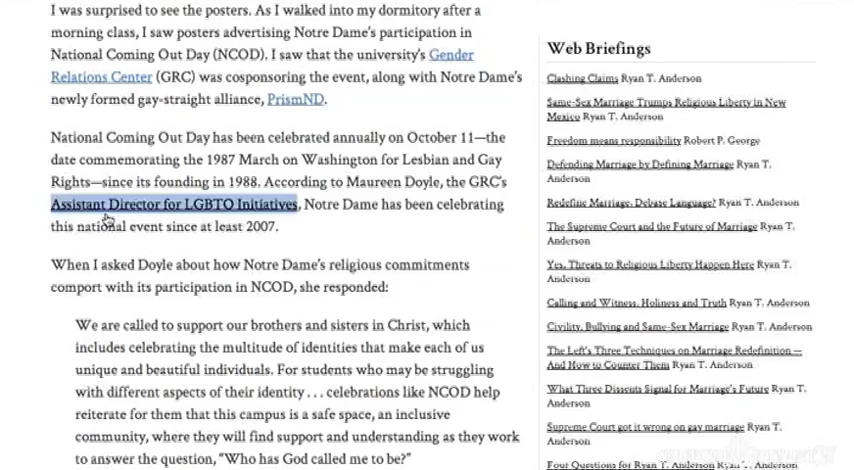 I was surprised to see the posters. As I walked into my dormitory after a
morning class, I saw posters advertising Notre Dame's participation in
National Coming Out Day (NCOD). I saw that the university's Gender
Relations Center (GRC) was cosponsoring the event, along with Notre Dame's
newly formed gay-straight alliance, PrismND.
National Coming Out Day has been celebrated annually on October 11—the
date commemorating the 1987 March on Washington for Lesbian and Gay
Rights—since its founding in 1988. According to Maureen Doyle, the GRC's
Assistant Director for LGBTQ Initiatives, Notre Dame has been celebrating
this national event since at least 2007.
When I asked Doyle about how Notre Dame's religious commitments
comport with its participation in NCOD, she responded:
We are called to support our brothers and sisters in Christ, which
includes celebrating the multitude of identities that make each of us
unique and beautiful individuals. For students who may be struggling
with different aspects of their identity . . . celebrations like NCOD help
reiterate for them that this campus is a safe space, an inclusive
community, where they will find support and understanding as they work
to answer the question, "Who has God called me to be?"
Web Briefings
Clashing Claims Ryan T. Anderson
Same-Sex Marriage Trumps Religious Liberty in New
Mexico Ryan T. Anderson
Freedom means responsibility Robert P. George
Defending Marriage by Defining Marriage Ryan T.
Anderson
Redefine Marriage, Debase Language? Ryan T. Anderson
The Supreme Court and the Future of Marriage Ryan T.
Anderson
Yes, Threats to Religious Liberty Happen Here Ryan T.
Anderson
Calling and Witness, Holiness and Truth Ryan T. Anderson
Civility, Bullying and Same-Sex Marriage Ryan T. Anderson
The Left's Three Techniques on Marriage Redefinition —
And How to Counter Them Ryan T. Anderson
What Three Dissents Signal for Marriage's Future Ryan T.
Anderson
Supreme Court got it wrong on gay marriage Ryan T.
Anderson
Four Questions for Ryan T. Anderson Ryan T. Anderson